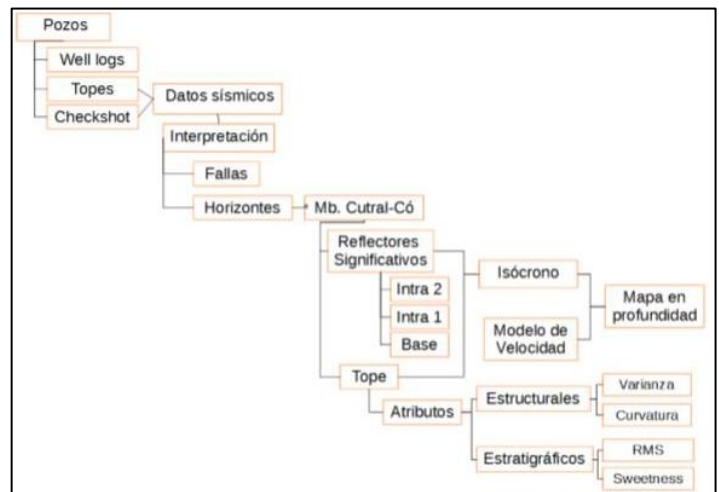 Pozos
Well logs
Topes
Checkshot
Datos sísmicos
Interpretación
Fallas
Horizontes
Mb. Cutral-Có
Reflectores
Significativos
Intra 2
Intra 1
Base
Isócrono
Modelo de
Velocidad
Mapa en
profundidad
Tope
Atributos
Estructurales
Varianza
Curvatura
Estratigráficos
RMS
Sweetness